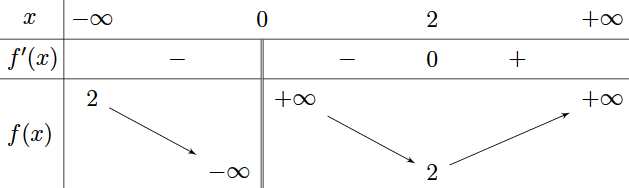 x −∞ 0 2 +∞
f′(x) − − 0 +
2 +∞ +∞
f(x)
−∞ 2